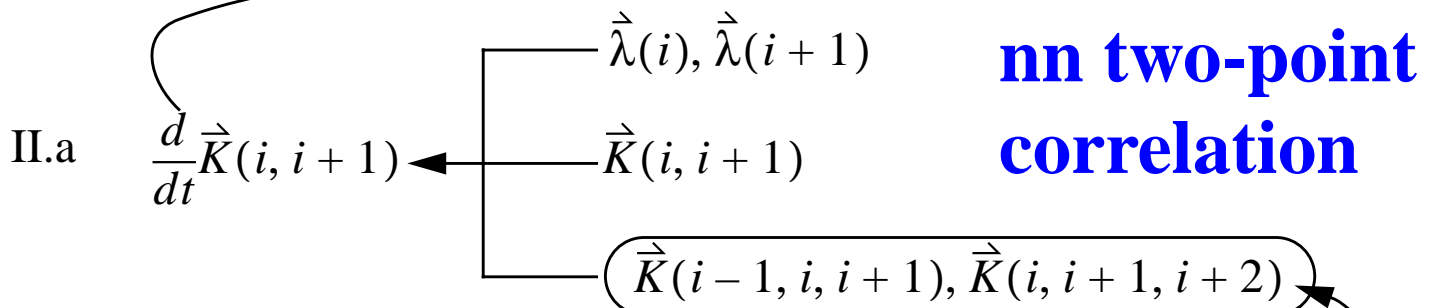 λ⃗(i), λ⃗(i + 1)
nn two-point
correlation
II.a d/dt K⃗(i, i + 1)
K⃗(i, i + 1)
K⃗(i – 1, i, i + 1), K⃗(i, i + 1, i + 2)